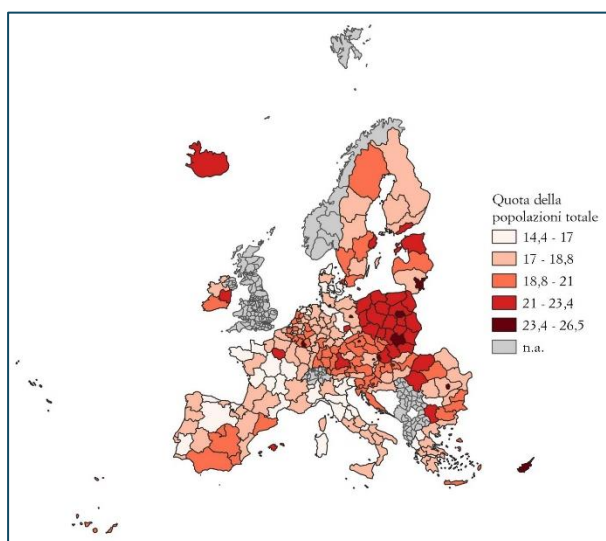 Quota della
popolazioni totale
14,4 - 17
17 - 18,8
18,8 - 21
21 - 23,4
23,4 - 26,5
n.a.